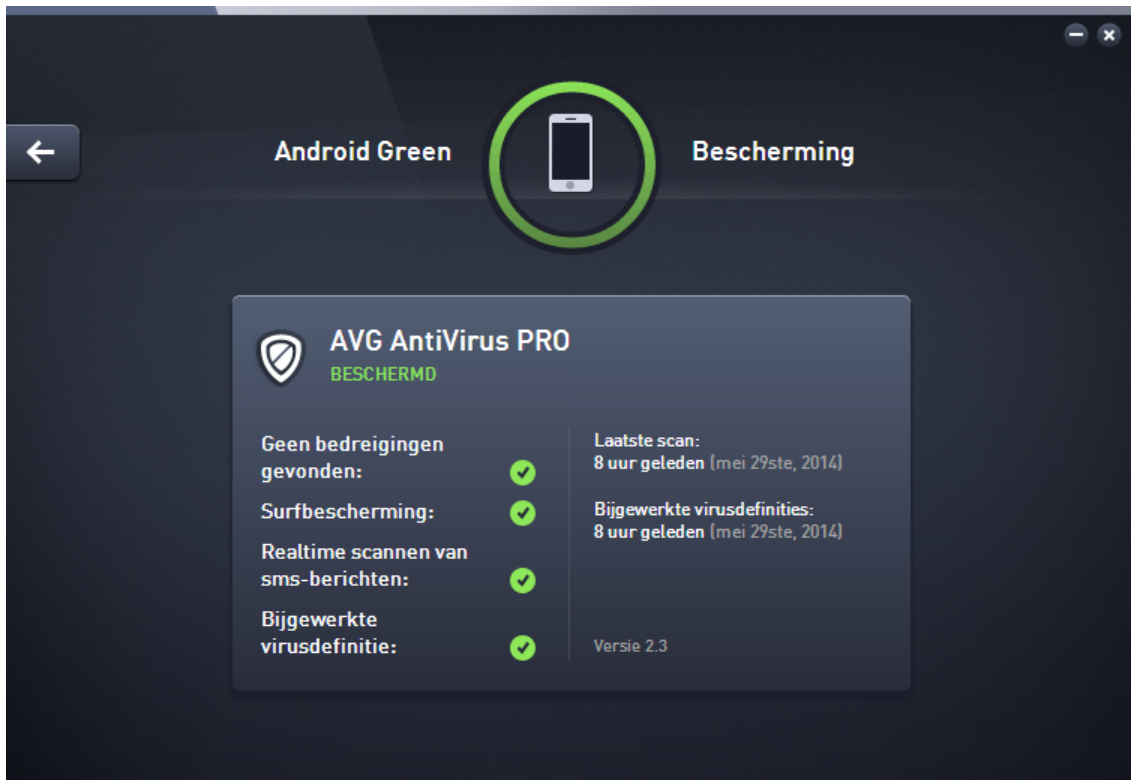 Android Green
Bescherming
AVG AntiVirus PRO
BESCHERMD
Geen bedreigingen
gevonden:
Surfbescherming:
Realtime scannen van
sms-berichten:
Bijgewerkte
virusdefinitie:
Laatste scan:
8 uur geleden (mei 29ste, 2014)
Bijgewerkte virusdefinities:
8 uur geleden (mei 29ste, 2014)
Versie 2.3